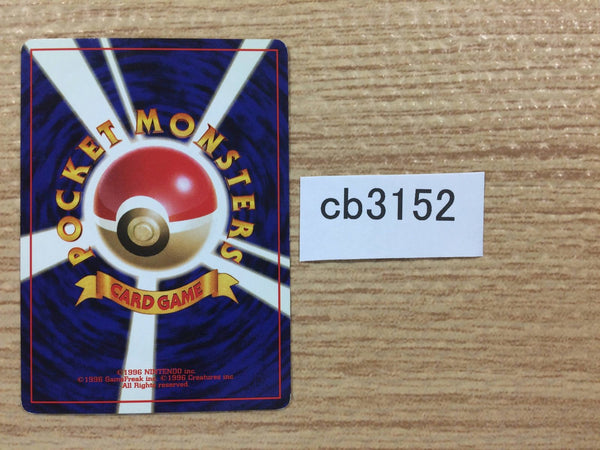 POCKET MONSTERS
CARD GAME
©1996 NINTENDO inc.
©1996 GameFreak inc. ©1996 Creatures inc.
All Rights reserved.
cb3152